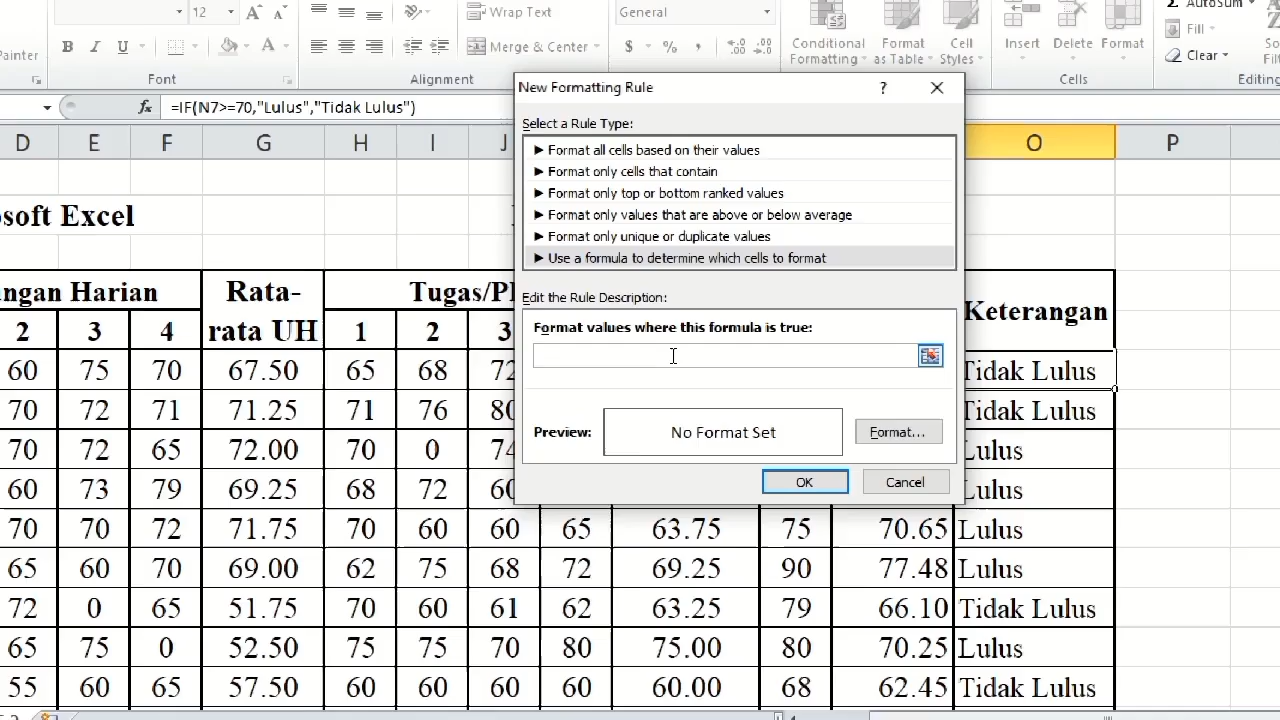 12 A A Wrap Text General AutoSum
Painter B I U Merge & Center $ % , Conditional Formatting Format as Table Cell Styles Insert Delete Format Fill Clear
Font Alignment Cells Editing
fx =IF(N7>=70,"Lulus","Tidak Lulus")
New Formatting Rule ?
Select a Rule Type:
► Format all cells based on their values
► Format only cells that contain
► Format only top or bottom ranked values
► Format only values that are above or below average
► Format only unique or duplicate values
► Use a formula to determine which cells to format
Edit the Rule Description:
Format values where this formula is true:
Preview: No Format Set Format...
OK Cancel
D E F G H I J O P
osoft Excel
ngan Harian Rata- Tugas/P Keterangan
2 3 4 rata UH 1 2 3
60 75 70 67.50 65 68 72 Tidak Lulus
70 72 71 71.25 71 76 80 Tidak Lulus
70 72 65 72.00 70 0 74 Lulus
60 73 79 69.25 68 72 60 Lulus
70 70 72 71.75 70 60 60 65 63.75 75 70.65 Lulus
65 60 70 69.00 62 75 68 72 69.25 90 77.48 Lulus
72 0 65 51.75 70 60 61 62 63.25 79 66.10 Tidak Lulus
65 75 0 52.50 75 75 70 80 75.00 80 70.25 Lulus
55 60 65 57.50 60 60 60 60 60.00 68 62.45 Tidak Lulus